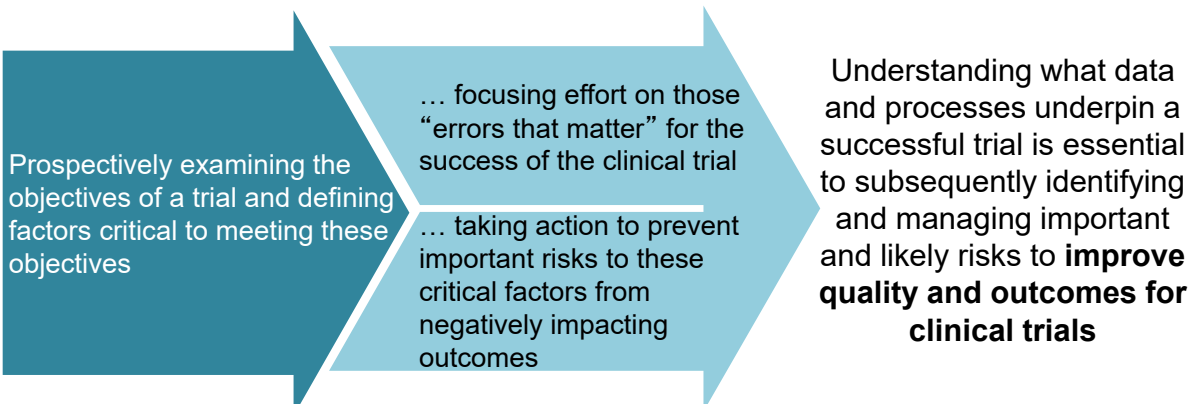 Prospectively examining the
objectives of a trial and defining
factors critical to meeting these
objectives
… focusing effort on those
“errors that matter” for the
success of the clinical trial
… taking action to prevent
important risks to these
critical factors from
negatively impacting
outcomes
Understanding what data
and processes underpin a
successful trial is essential
to subsequently identifying
and managing important
and likely risks to improve
quality and outcomes for
clinical trials